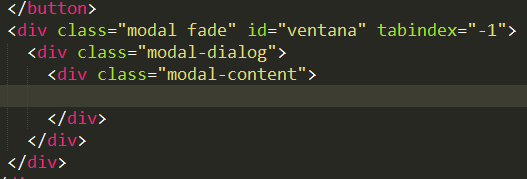 </button>
<div class="modal fade" id="ventana" tabindex="-1">
<div class="modal-dialog">
<div class="modal-content">
</div>
</div>
</div>